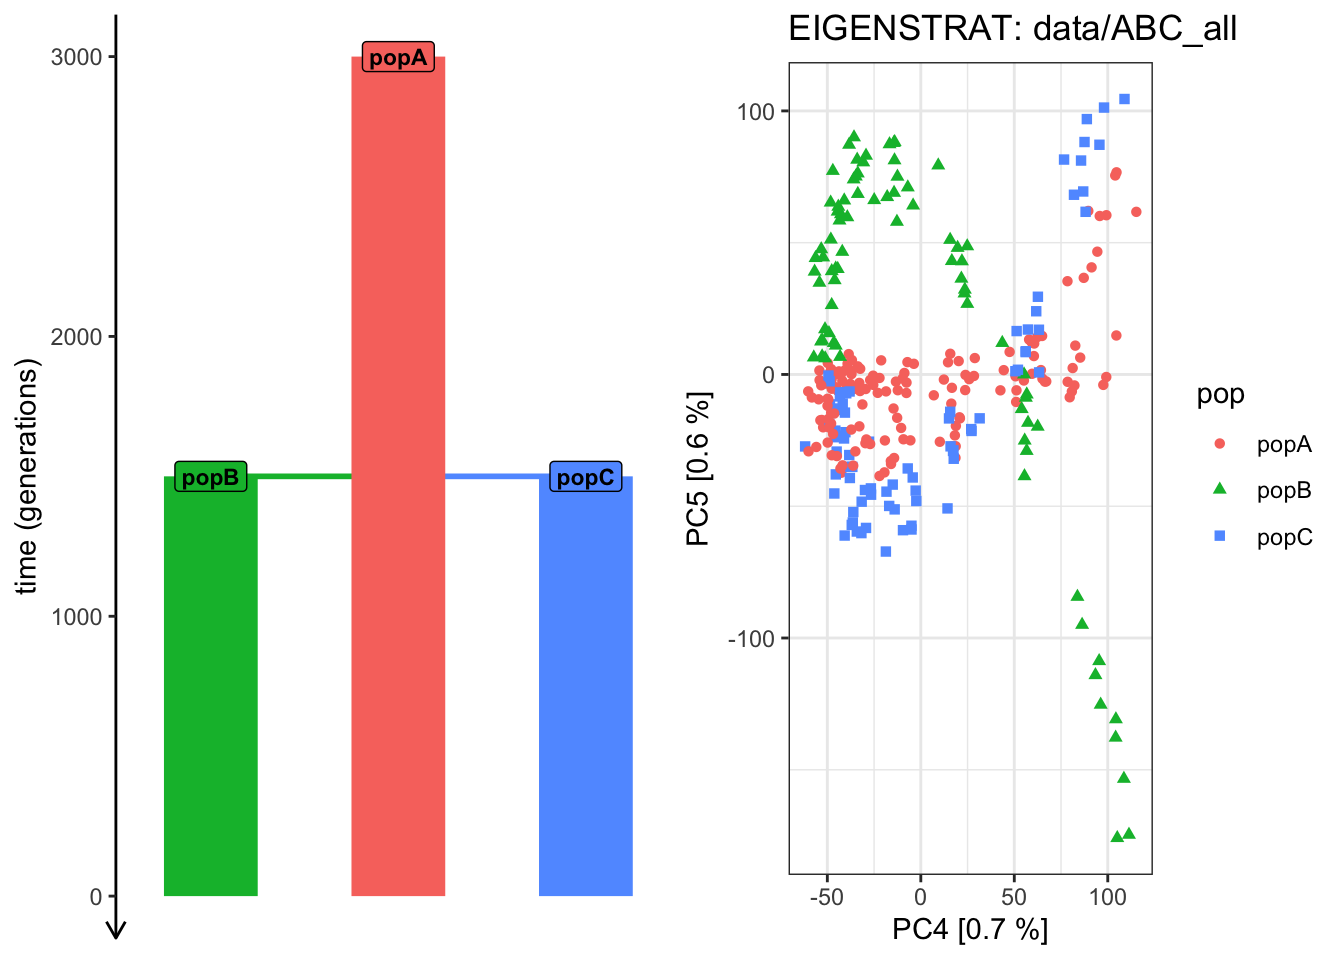 time (generations)
3000
2000
1000
0
popA
popB
popC
EIGENSTRAT: data/ABC_all
PC5 [0.6 %]
100
0
-100
-50
0
50
100
PC4 [0.7 %]
pop
popA
popB
popC